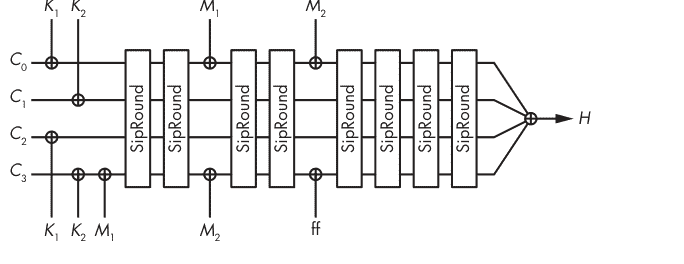 K₁ K₂ M₁ M₂
C₀
C₁
C₂
C₃
SipRound SipRound SipRound SipRound SipRound SipRound SipRound SipRound
H
K₁ K₂ M₁ M₂ ff